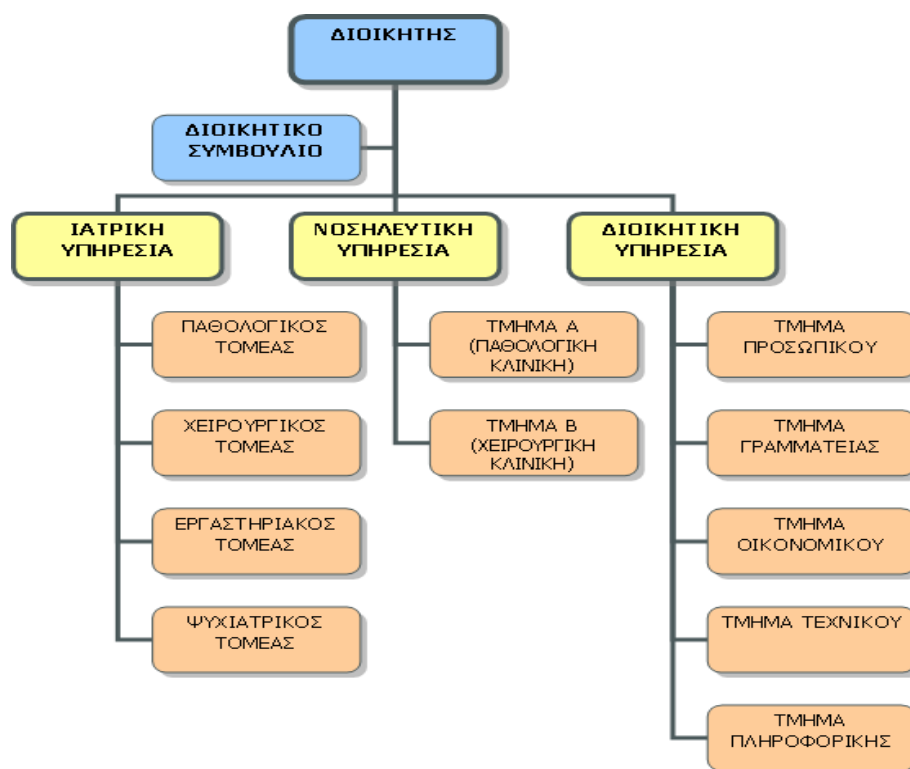 ΔΙΟΙΚΗΤΗΣ
ΔΙΟΙΚΗΤΙΚΟ
ΣΥΜΒΟΥΛΙΟ
ΙΑΤΡΙΚΗ
ΥΠΗΡΕΣΙΑ
ΝΟΣΗΛΕΥΤΙΚΗ
ΥΠΗΡΕΣΙΑ
ΔΙΟΙΚΗΤΙΚΗ
ΥΠΗΡΕΣΙΑ
ΠΑΘΟΛΟΓΙΚΟΣ
ΤΟΜΕΑΣ
ΧΕΙΡΟΥΡΓΙΚΟΣ
ΤΟΜΕΑΣ
ΕΡΓΑΣΤΗΡΙΑΚΟΣ
ΤΟΜΕΑΣ
ΨΥΧΙΑΤΡΙΚΟΣ
ΤΟΜΕΑΣ
ΤΜΗΜΑ Α
(ΠΑΘΟΛΟΓΙΚΗ
ΚΛΙΝΙΚΗ)
ΤΜΗΜΑ Β
(ΧΕΙΡΟΥΡΓΙΚΗ
ΚΛΙΝΙΚΗ)
ΤΜΗΜΑ
ΠΡΟΣΩΠΙΚΟΥ
ΤΜΗΜΑ
ΓΡΑΜΜΑΤΕΙΑΣ
ΤΜΗΜΑ
ΟΙΚΟΝΟΜΙΚΟΥ
ΤΜΗΜΑ ΤΕΧΝΙΚΟΥ
ΤΜΗΜΑ
ΠΛΗΡΟΦΟΡΙΚΗΣ